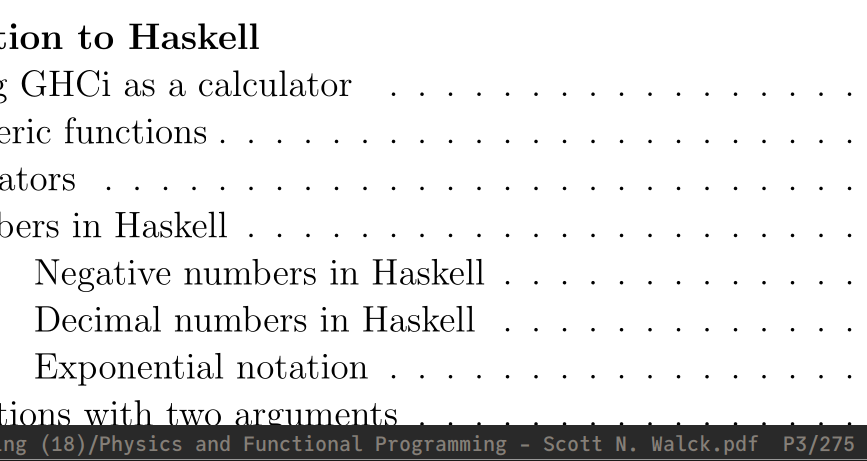 tion to Haskell
g GHCi as a calculator . . . . . . . . . . . . . . . . .
eric functions . . . . . . . . . . . . . . . . . . . . . . .
ators . . . . . . . . . . . . . . . . . . . . . . . . . . .
bers in Haskell . . . . . . . . . . . . . . . . . . . . . .
Negative numbers in Haskell . . . . . . . . . . . . .
Decimal numbers in Haskell . . . . . . . . . . . . .
Exponential notation . . . . . . . . . . . . . . . . .
tions with two arguments . . . . . . . . . . . . . . . .
ing (18)/Physics and Functional Programming - Scott N. Walck.pdf P3/275